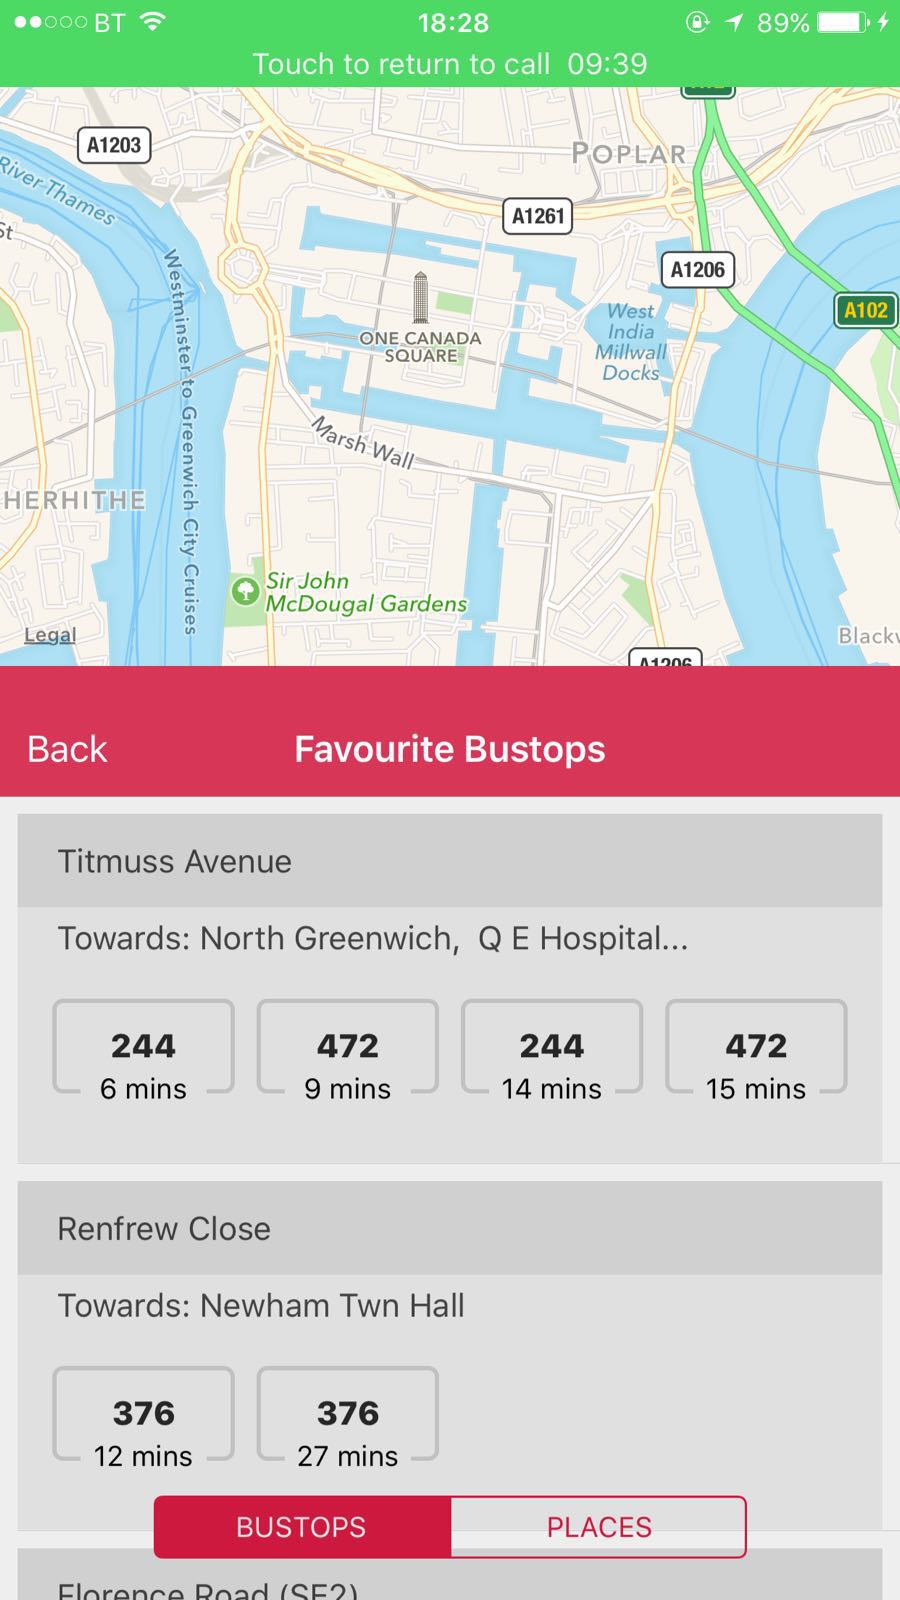 BT 18:28 89%
Touch to return to call 09:39
A1203
POPLAR
River Thames
A1261
St
A1206
A102
West
India
Millwall
Docks
ONE CANADA
SQUARE
Westminster to Greenwich City Cruises
Marsh Wall
HERHITHE
Sir John
McDougal Gardens
Legal
Blackw
A1206
Back Favourite Bustops
Titmuss Avenue
Towards: North Greenwich, Q E Hospital...
244 472 244 472
6 mins 9 mins 14 mins 15 mins
Renfrew Close
Towards: Newham Twn Hall
376 376
12 mins 27 mins
BUSTOPS PLACES
Florence Road (SE2)